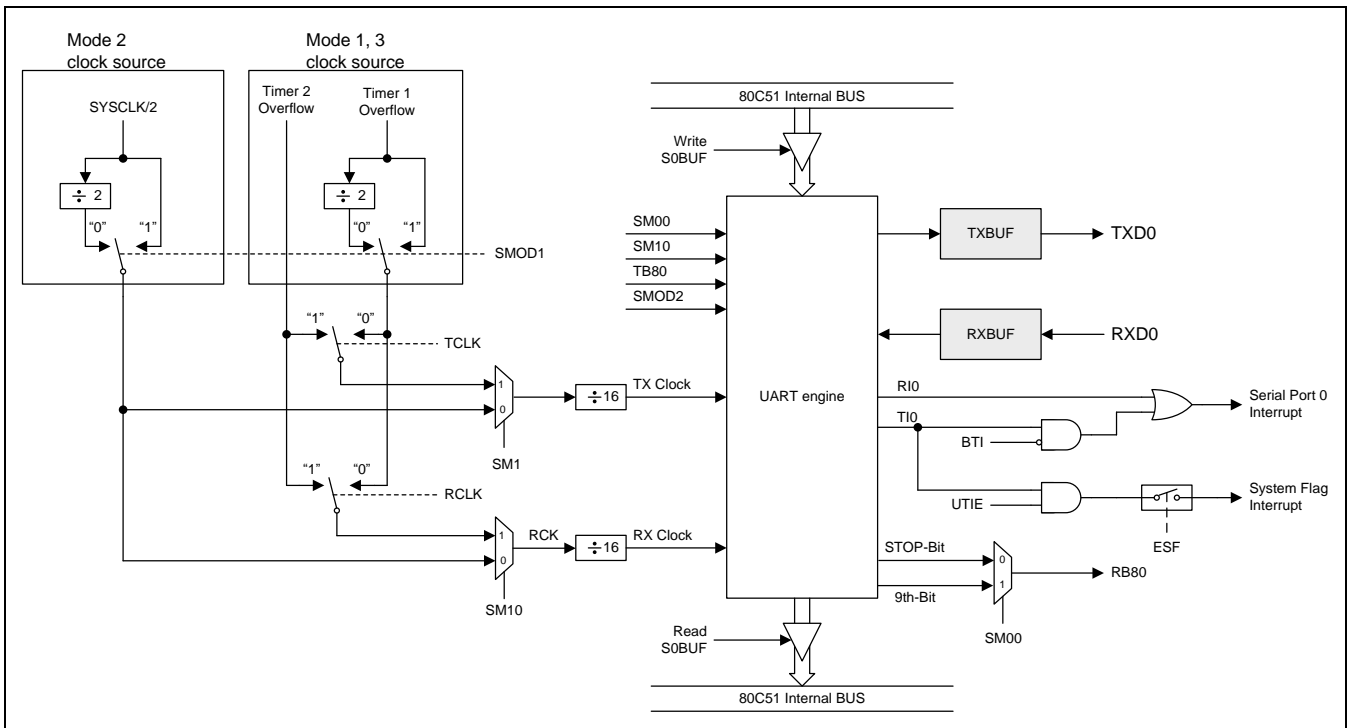 Mode 2
clock source
Mode 1, 3
clock source
SYSCLK/2
Timer 2
Overflow
Timer 1
Overflow
÷ 2
÷ 2
“0”
“1”
“0”
“1”
SMOD1
“1”
“0”
TCLK
1
0
SM1
÷16
TX Clock
“1”
“0”
RCLK
1
0
SM10
RCK
÷16
RX Clock
80C51 Internal BUS
Write
S0BUF
SM00
SM10
TB80
SMOD2
UART engine
TXBUF
TXD0
RXBUF
RXD0
RI0
TI0
BTI
Serial Port 0
Interrupt
UTIE
ESF
System Flag
Interrupt
STOP-Bit
9th-Bit
0
1
SM00
RB80
Read
S0BUF
80C51 Internal BUS